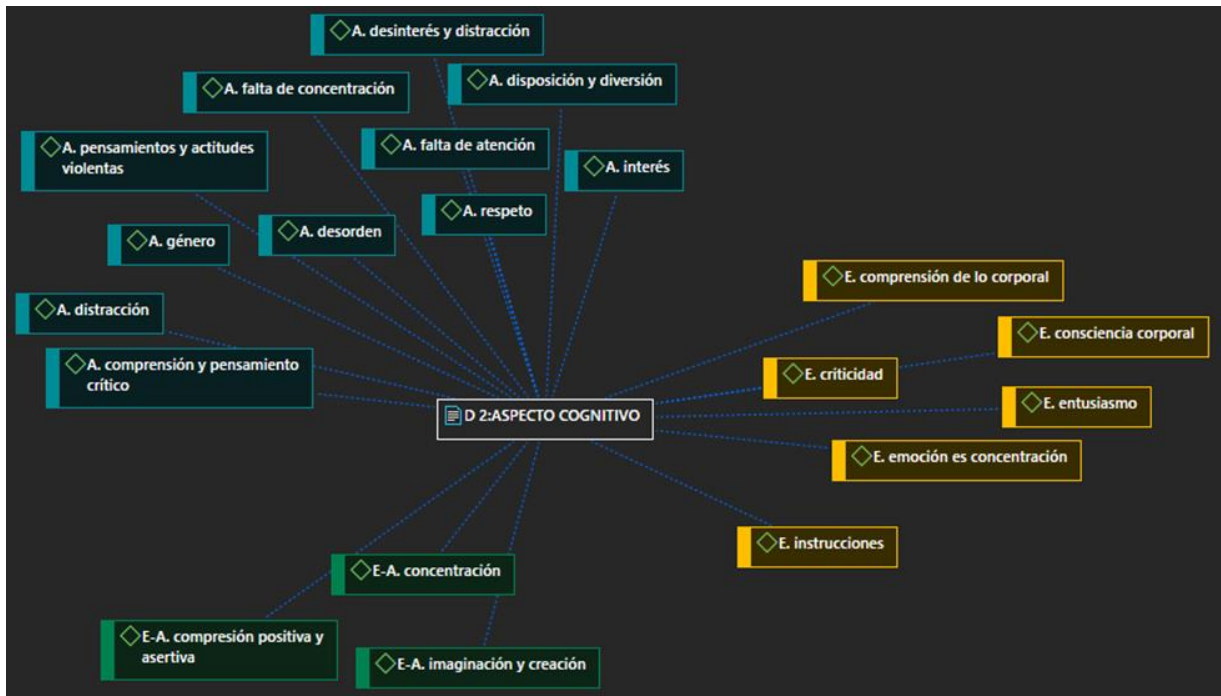 A. desinterés y distracción
A. disposición y diversión
A. falta de concentración
A. falta de atención
A. pensamientos y actitudes
violentas
A. interés
A. respeto
A. desorden
A. género
A. distracción
A. comprensión y pensamiento
crítico
E. comprensión de lo corporal
E. consciencia corporal
E. criticidad
E. entusiasmo
D 2:ASPECTO COGNITIVO
E. emoción es concentración
E. instrucciones
E-A. concentración
E-A. compresión positiva y
asertiva
E-A. imaginación y creación